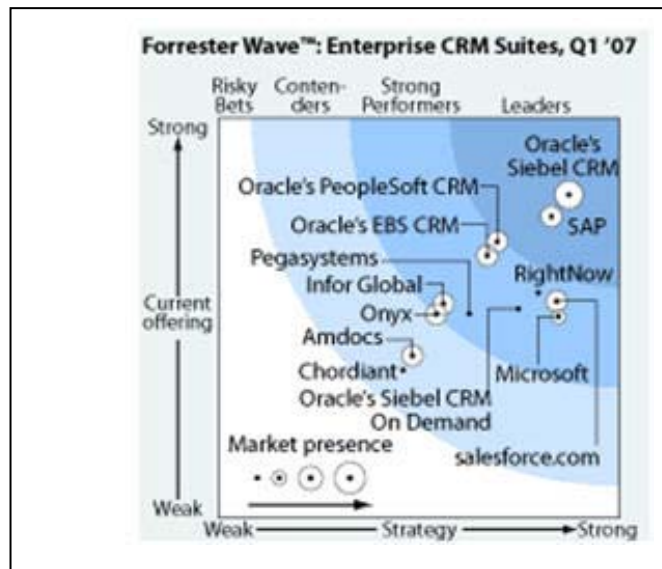 Forrester Wave™: Enterprise CRM Suites, Q1 '07
Risky Bets
Conten-
ders
Strong
Performers
Leaders
Strong
Oracle's
Siebel CRM
Oracle's PeopleSoft CRM
SAP
Oracle's EBS CRM
Pegasystems
RightNow
Infor Global
Current
offering
Onyx
Amdocs
Chordiant
Microsoft
Oracle's Siebel CRM
On Demand
Market presence
salesforce.com
Weak
Weak
Strategy
Strong